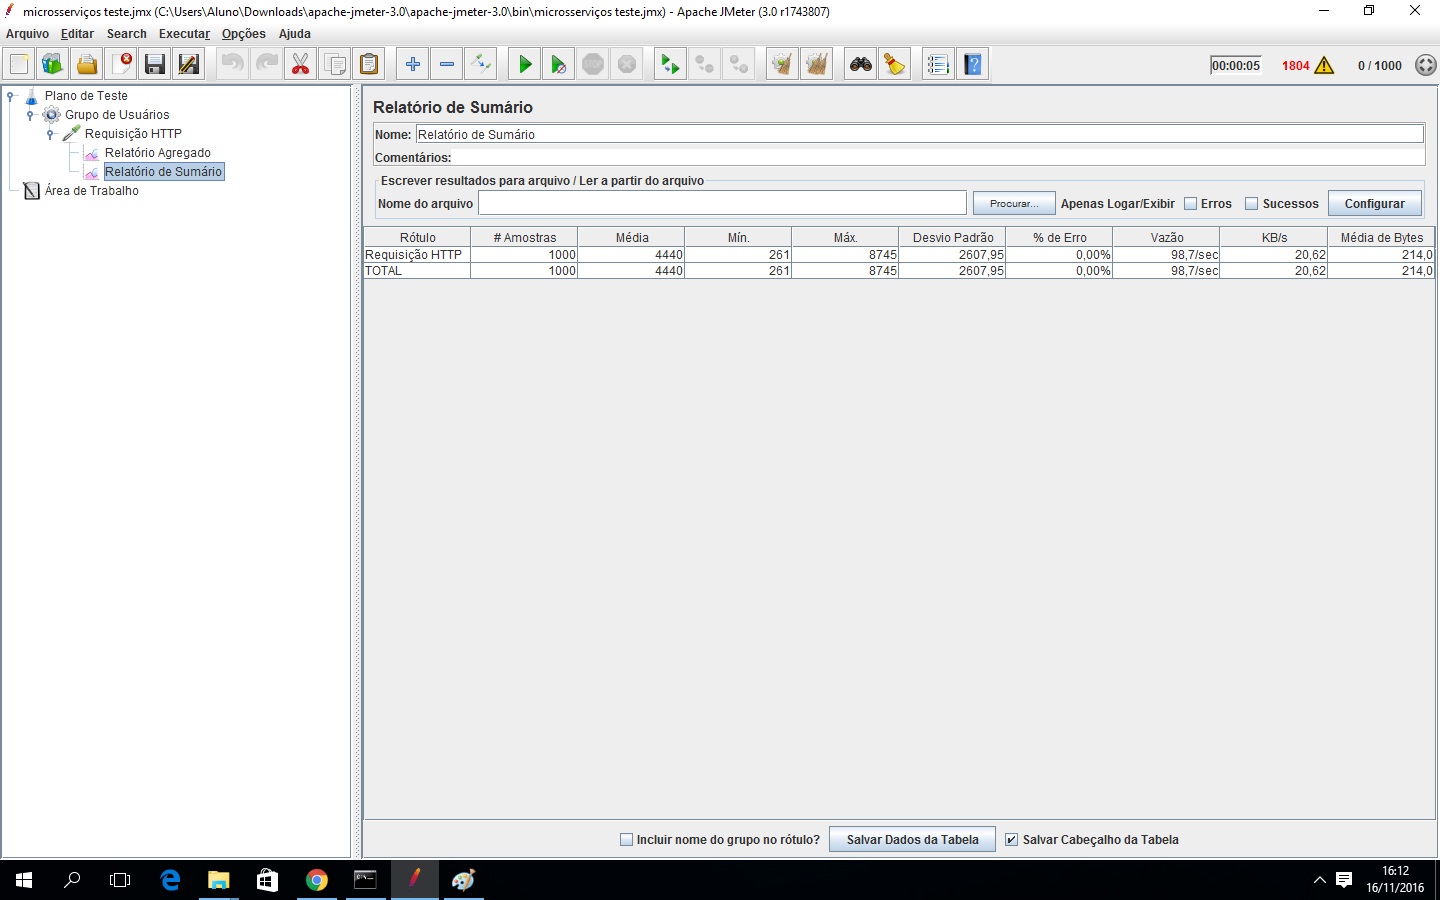 microsserviços teste.jmx (C:\Users\Aluno\Downloads\apache-jmeter-3.0\apache-jmeter-3.0\bin\microsserviços teste.jmx) - Apache JMeter (3.0 r1743807)
Arquivo Editar Search Executar Opções Ajuda
STOP 00:00:05 1804 0 / 1000
Plano de Teste
Grupo de Usuários
Requisição HTTP
Relatório Agregado
Relatório de Sumário
Área de Trabalho
Relatório de Sumário
Nome: Relatório de Sumário
Comentários:
Escrever resultados para arquivo / Ler a partir do arquivo
Nome do arquivo Procurar... Apenas Logar/Exibir Erros Sucessos Configurar
Rótulo # Amostras Média Mín. Máx. Desvio Padrão % de Erro Vazão KB/s Média de Bytes
Requisição HTTP 1000 4440 261 8745 2607,95 0,00% 98,7/sec 20,62 214,0
TOTAL 1000 4440 261 8745 2607,95 0,00% 98,7/sec 20,62 214,0
Incluir nome do grupo no rótulo? Salvar Dados da Tabela Salvar Cabeçalho da Tabela
16:12
16/11/2016